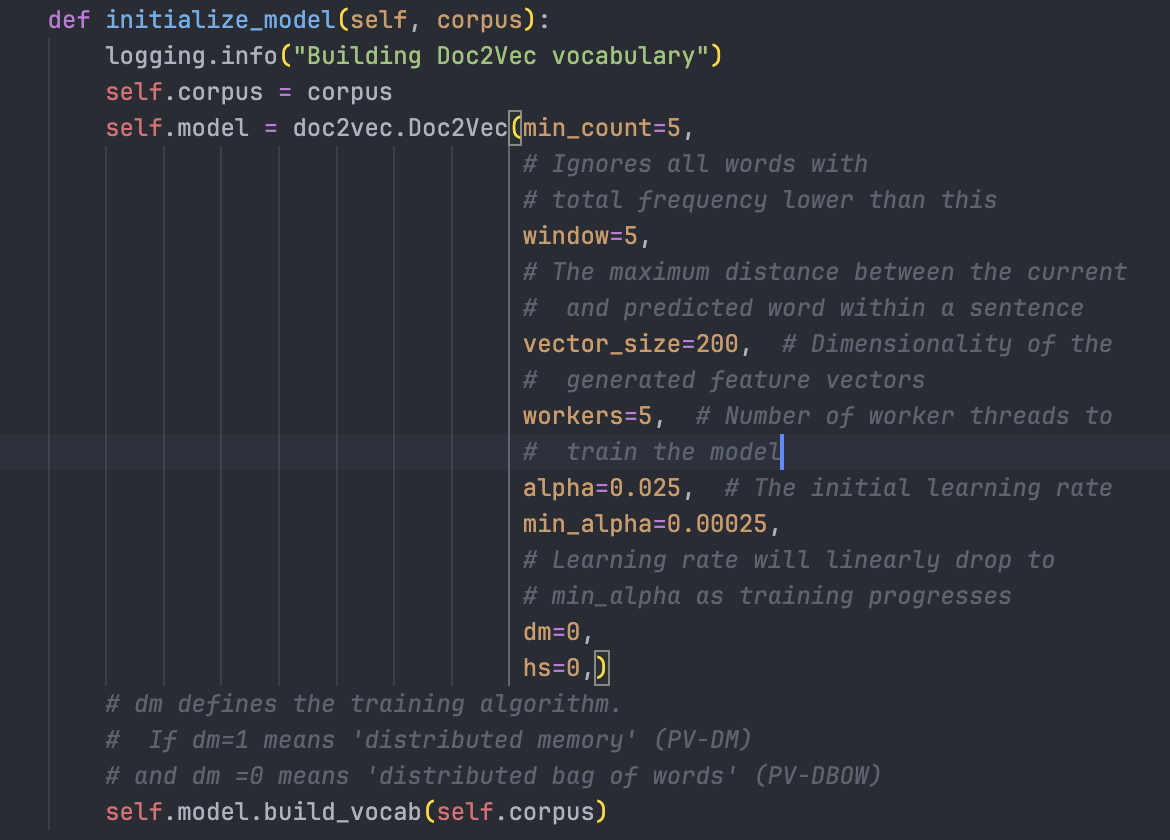 def initialize_model(self, corpus):
    logging.info("Building Doc2Vec vocabulary")
    self.corpus = corpus
    self.model = doc2vec.Doc2Vec(min_count=5,
                                 # Ignores all words with
                                 # total frequency lower than this
                                 window=5,
                                 # The maximum distance between the current
                                 #  and predicted word within a sentence
                                 vector_size=200,  # Dimensionality of the
                                 #  generated feature vectors
                                 workers=5,  # Number of worker threads to
                                 #  train the model
                                 alpha=0.025,  # The initial learning rate
                                 min_alpha=0.00025,
                                 # Learning rate will linearly drop to
                                 # min_alpha as training progresses
                                 dm=0,
                                 hs=0,)
    # dm defines the training algorithm.
    #  If dm=1 means 'distributed memory' (PV-DM)
    # and dm =0 means 'distributed bag of words' (PV-DBOW)
    self.model.build_vocab(self.corpus)